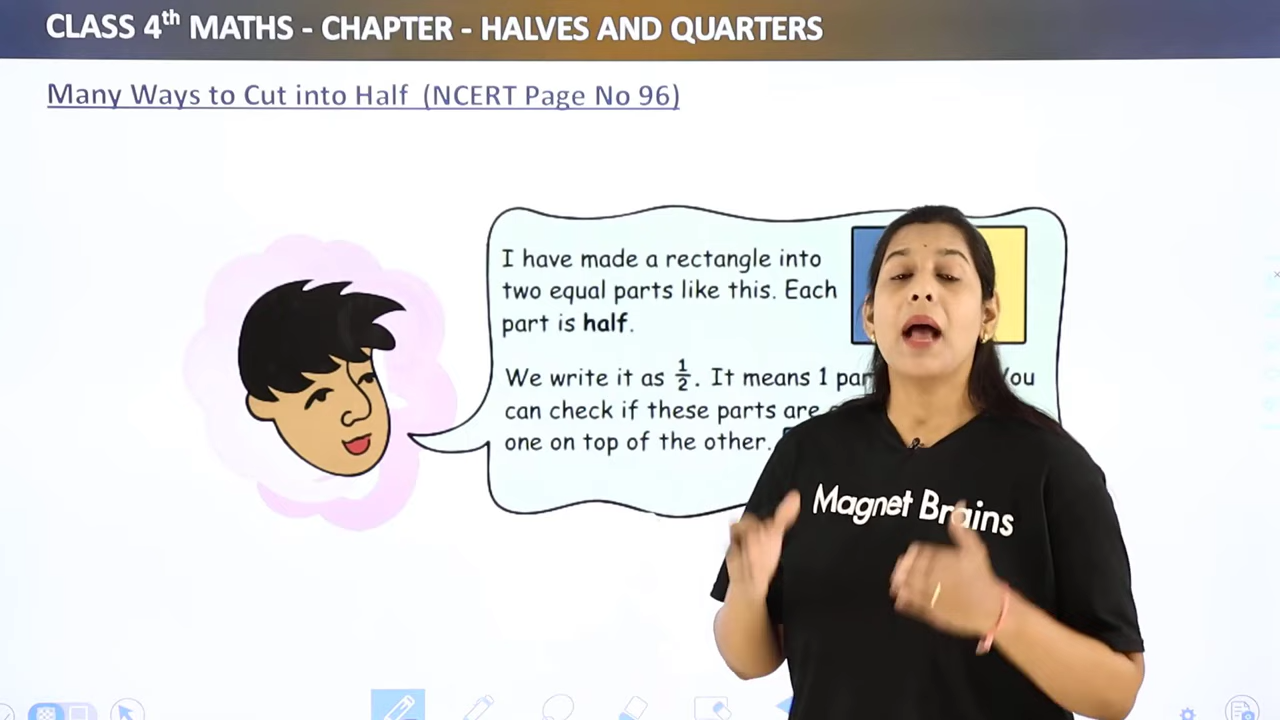 CLASS 4th MATHS - CHAPTER - HALVES AND QUARTERS
Many Ways to Cut into Half (NCERT Page No 96)
I have made a rectangle into
two equal parts like this. Each
part is half.
We write it as 1/2. It means 1
can check if these parts are
one on top of the other.
Magnet Brains